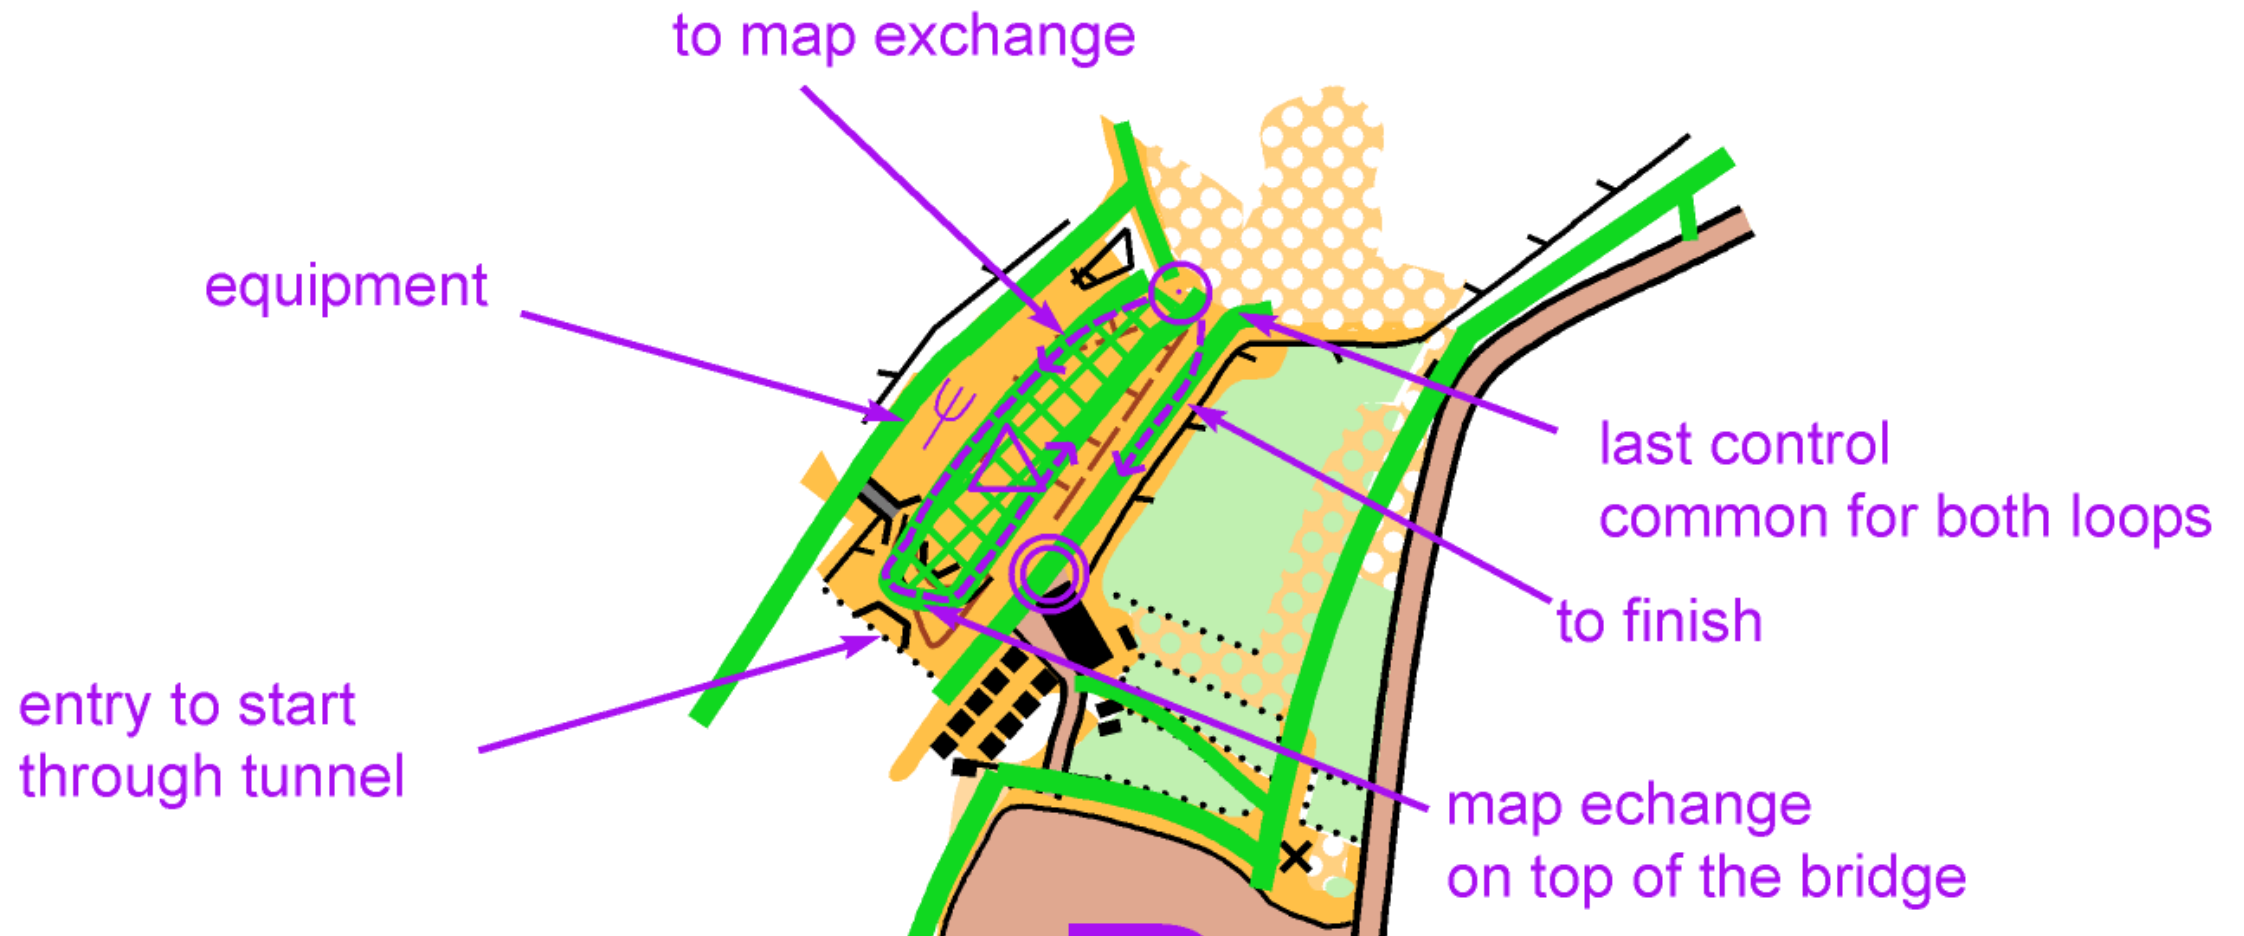 to map exchange
equipment
last control
common for both loops
to finish
entry to start
through tunnel
map echange
on top of the bridge